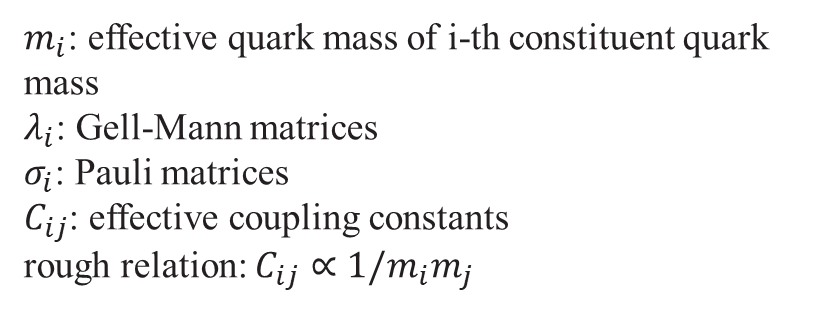 𝑚ᵢ: effective quark mass of i-th constituent quark
mass
𝜆ᵢ: Gell-Mann matrices
𝜎ᵢ: Pauli matrices
𝐶ᵢⱼ: effective coupling constants
rough relation: 𝐶ᵢⱼ ∝ 1/𝑚ᵢ𝑚ⱼ